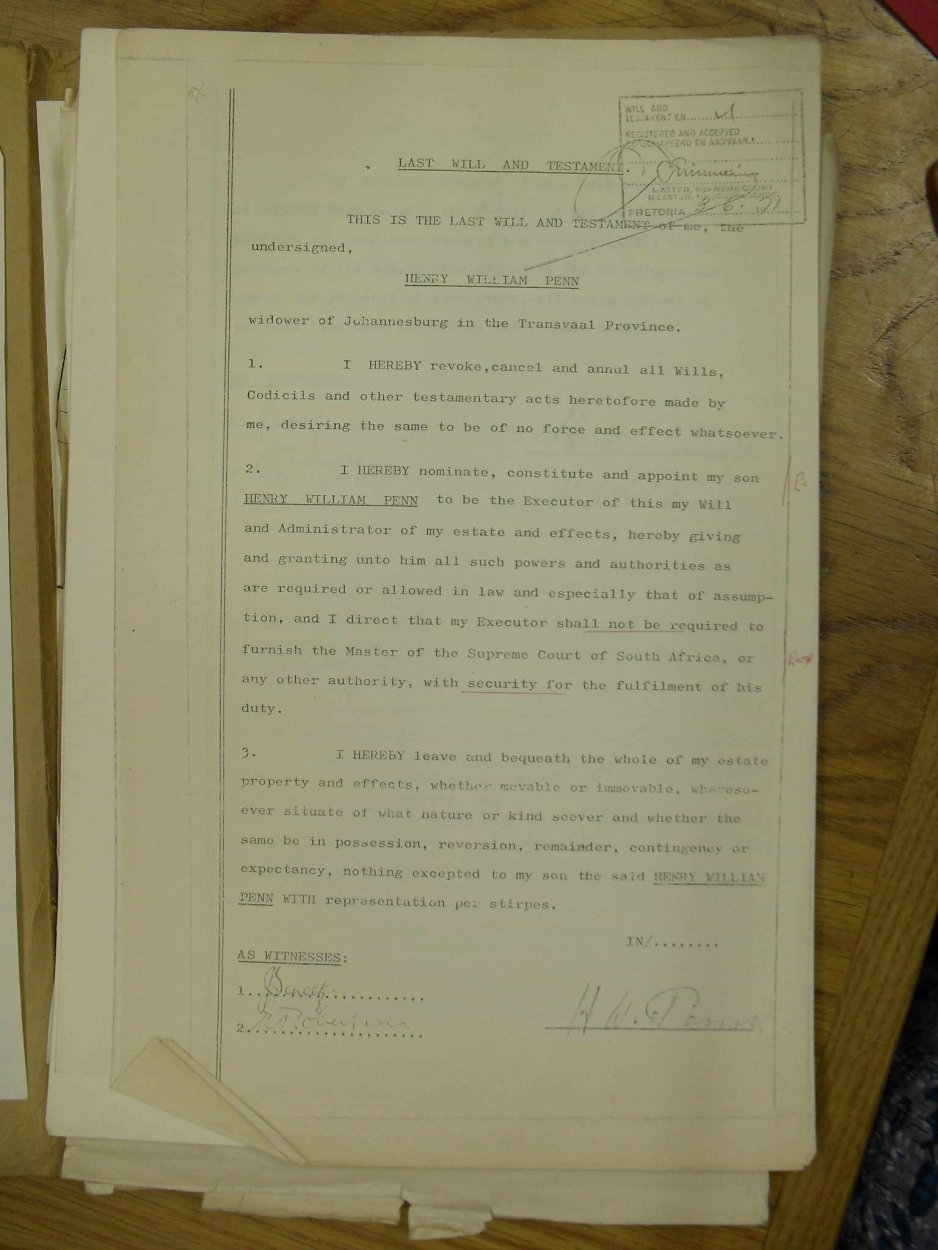 WILL AND
TESTAMENT EN
REGISTERED AND ACCEPTED
GEREGISTREERD EN AANVAAR
MASTER, SUPREME COURT
MEESTER,
PRETORIA
LAST WILL AND TESTAMENT.
THIS IS THE LAST WILL AND TESTAMENT of me, the
undersigned,
HENRY WILLIAM PENN
widower of Johannesburg in the Transvaal Province.
1. I HEREBY revoke,cancel and annul all Wills,
Codicils and other testamentary acts heretofore made by
me, desiring the same to be of no force and effect whatsoever.
2. I HEREBY nominate, constitute and appoint my son
HENRY WILLIAM PENN to be the Executor of this my Will
and Administrator of my estate and effects, hereby giving
and granting unto him all such powers and authorities as
are required or allowed in law and especially that of assump-
tion, and I direct that my Executor shall not be required to
furnish the Master of the Supreme Court of South Africa, or
any other authority, with security for the fulfilment of his
duty.
3. I HEREBY leave and bequeath the whole of my estate
property and effects, whether movable or immovable, whereso-
ever situate of what nature or kind soever and whether the
same be in possession, reversion, remainder, contingency or
expectancy, nothing excepted to my son the said HENRY WILLIAM
PENN WITH representation per stirpes.
IN/........
AS WITNESSES:
1.
2. Robertson
H W. Penn.